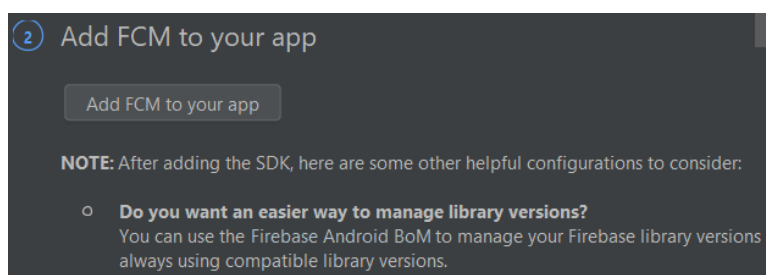 2 Add FCM to your app
Add FCM to your app
NOTE: After adding the SDK, here are some other helpful configurations to consider:
Do you want an easier way to manage library versions?
You can use the Firebase Android BoM to manage your Firebase library versions
always using compatible library versions.